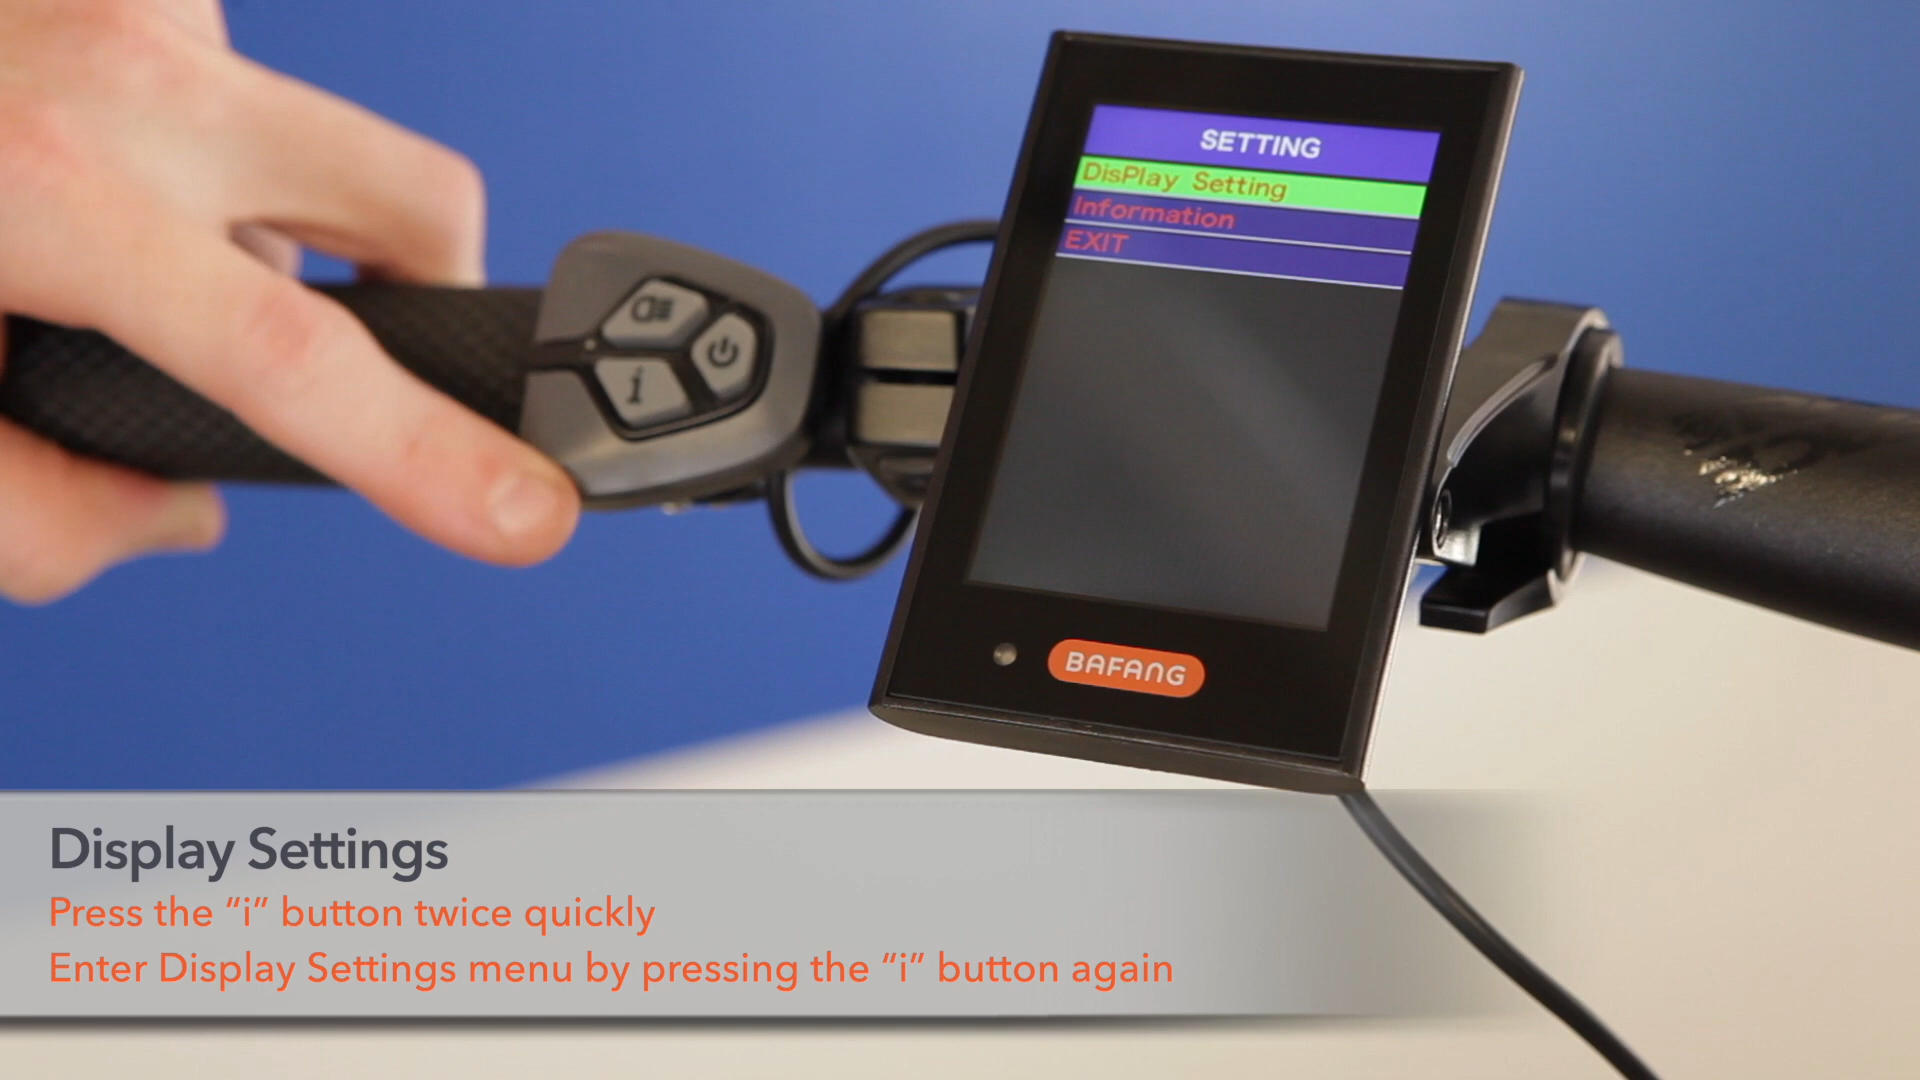 SETTING
DisPlay Setting
Information
EXIT
i
BAFANG
Display Settings
Press the “i” button twice quickly
Enter Display Settings menu by pressing the “i” button again